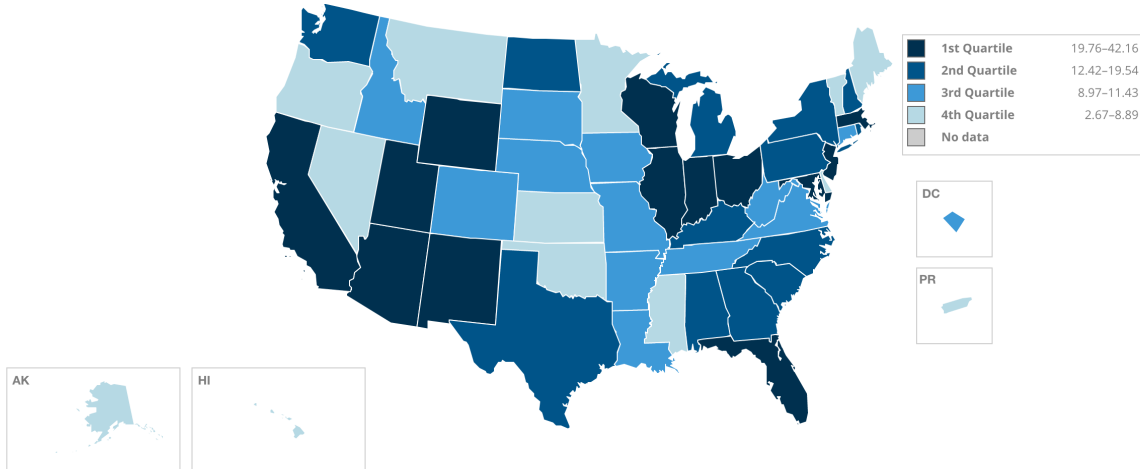 1st Quartile 19.76–42.16
2nd Quartile 12.42–19.54
3rd Quartile 8.97–11.43
4th Quartile 2.67–8.89
No data
DC
PR
AK
HI